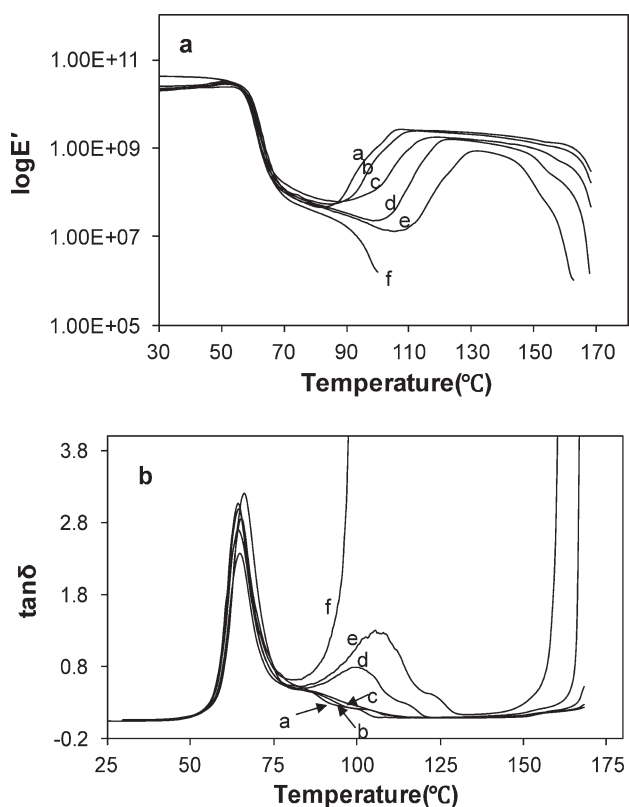 a
1.00E+11
1.00E+09
1.00E+07
1.00E+05
logE′
a
b
c
d
e
f
30 50 70 90 110 130 150 170
Temperature(℃)
b
3.8
2.8
1.8
0.8
-0.2
tanδ
f
e
d
c
a
b
25 50 75 100 125 150 175
Temperature(℃)